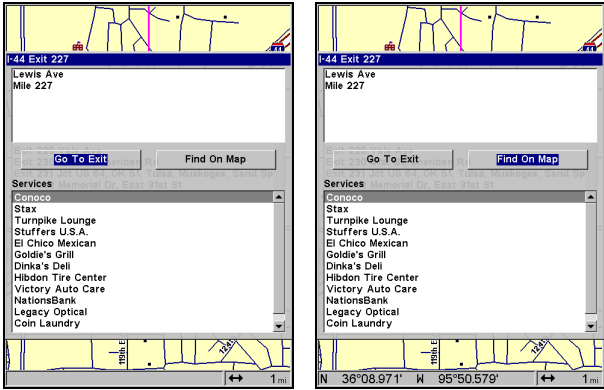 I-44 Exit 227
Lewis Ave
Mile 227
Go To Exit
Find On Map
Services
Conoco
Stax
Turnpike Lounge
Stuffers U.S.A.
El Chico Mexican
Goldie's Grill
Dinka's Deli
Hibdon Tire Center
Victory Auto Care
NationsBank
Legacy Optical
Coin Laundry
119th E
124t
1 mi
I-44 Exit 227
Lewis Ave
Mile 227
Go To Exit
Find On Map
Services
Conoco
Stax
Turnpike Lounge
Stuffers U.S.A.
El Chico Mexican
Goldie's Grill
Dinka's Deli
Hibdon Tire Center
Victory Auto Care
NationsBank
Legacy Optical
Coin Laundry
119th E
124t
N 36°08.971' W 95°50.579' 1 mi